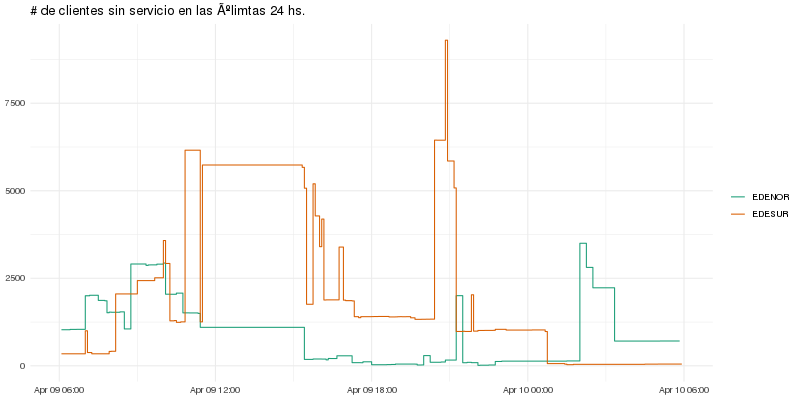 # de clientes sin servicio en las Ãºlimtas 24 hs.
7500
5000
2500
0
Apr 09 06:00 Apr 09 12:00 Apr 09 18:00 Apr 10 00:00 Apr 10 06:00
EDENOR
EDESUR